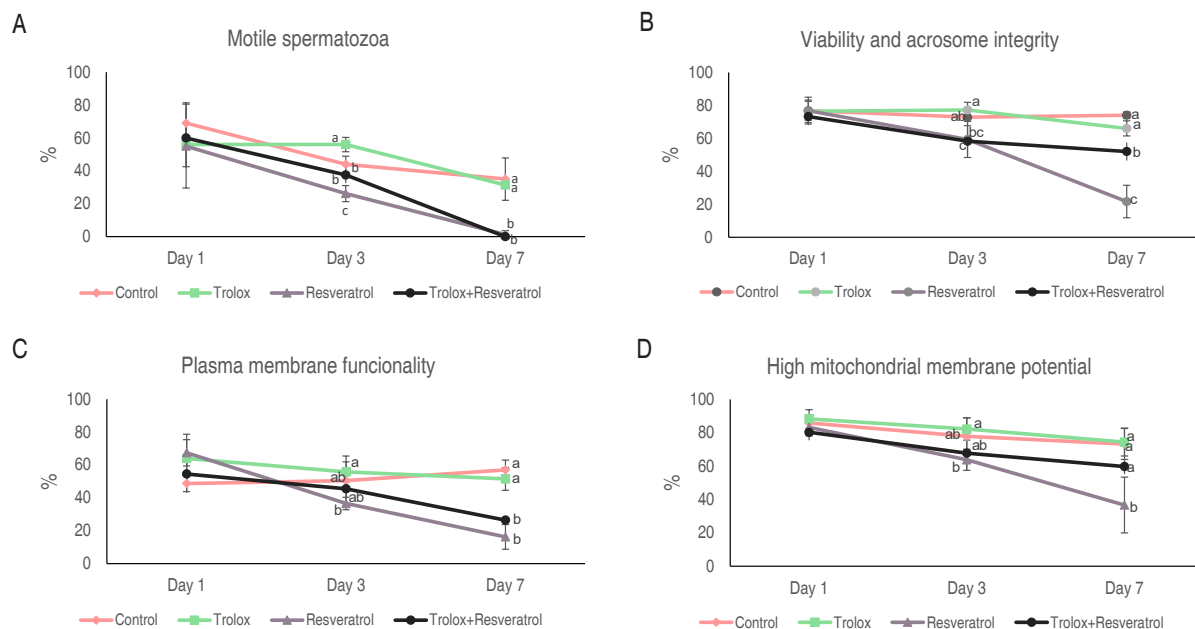 A
Motile spermatozoa
100
80
60
40
20
0
%
a
b
b
c
a
a
b
b
Day 1 Day 3 Day 7
Control Trolox Resveratrol Trolox+Resveratrol
B
Viability and acrosome integrity
100
80
60
40
20
0
%
a
ab
bc
c
a
a
b
c
Day 1 Day 3 Day 7
Control Trolox Resveratrol Trolox+Resveratrol
C
Plasma membrane funcionality
100
80
60
40
20
0
%
a
ab
ab
b
a
a
b
b
Day 1 Day 3 Day 7
Control Trolox Resveratrol Trolox+Resveratrol
D
High mitochondrial membrane potential
100
80
60
40
20
0
%
a
ab
ab
b
a
a
a
b
Day 1 Day 3 Day 7
Control Trolox Resveratrol Trolox+Resveratrol